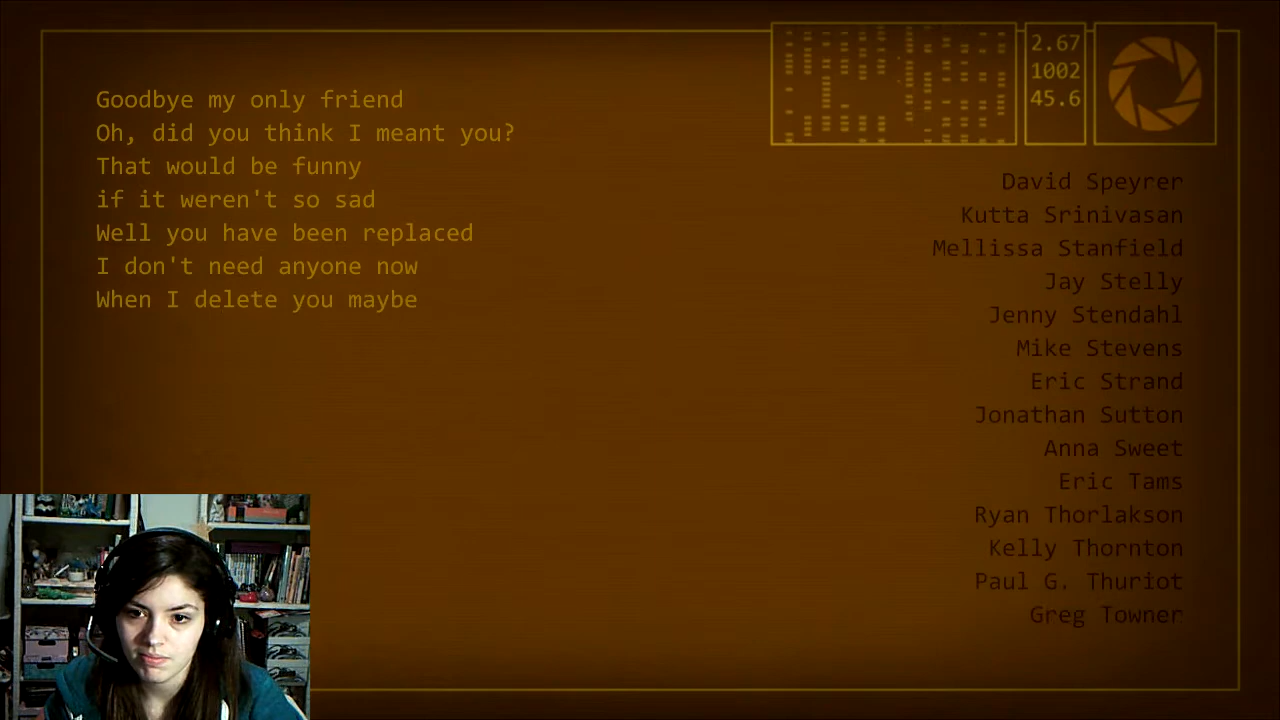 Goodbye my only friend
Oh, did you think I meant you?
That would be funny
if it weren't so sad
Well you have been replaced
I don't need anyone now
When I delete you maybe
2.67
1002
45.6
David Speyrer
Kutta Srinivasan
Mellissa Stanfield
Jay Stelly
Jenny Stendahl
Mike Stevens
Eric Strand
Jonathan Sutton
Anna Sweet
Eric Tams
Ryan Thorlakson
Kelly Thornton
Paul G. Thuriot
Greg Towner